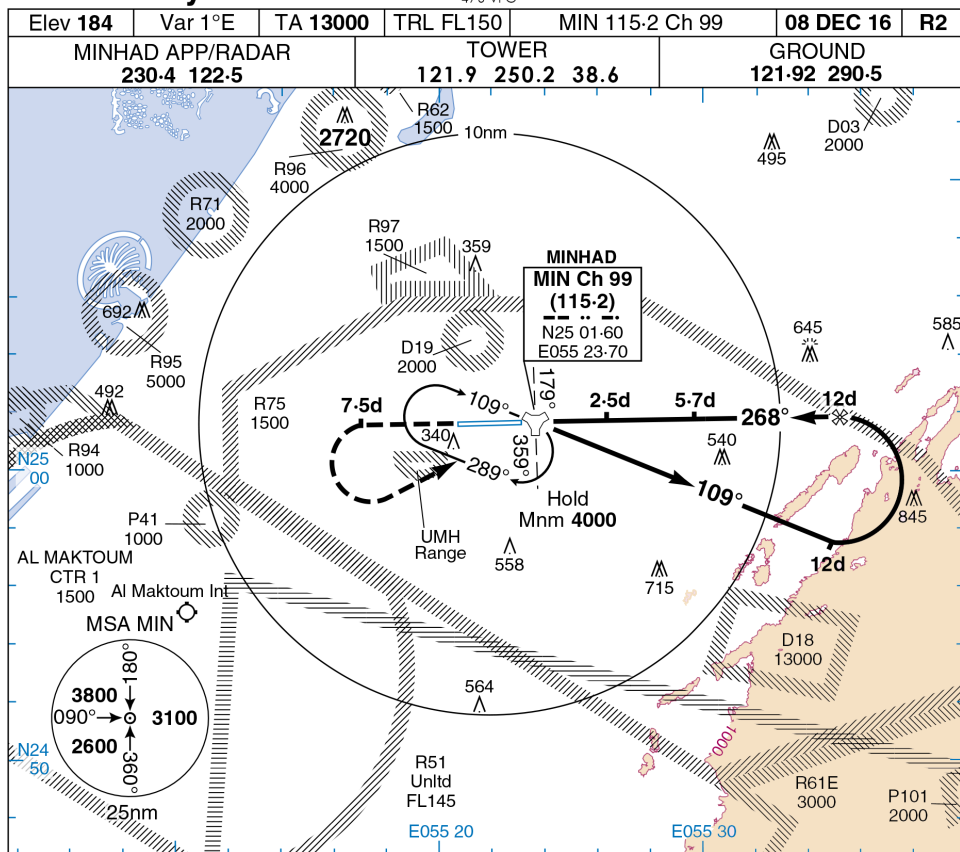 Elev 184 Var 1°E TA 13000 TRL FL150 MIN 115·2 Ch 99 08 DEC 16 R2
MINHAD APP/RADAR
230·4 122·5
TOWER
121.9 250.2 38.6
GROUND
121·92 290·5
R62
1500
10nm
2720
R96
4000
495
D03
2000
R71
2000
R97
1500
359
MINHAD
MIN Ch 99
(115·2)
N25 01·60
E055 23·70
692
R95
5000
D19
2000
645
585
492
R75
1500
7·5d
109°
179°
2·5d
5·7d
268°
12d
340
289°
359°
540
R94
1000
N25
00
109°
845
Hold
Mnm 4000
P41
1000
UMH
Range
558
12d
AL MAKTOUM
CTR 1
1500
Al Maktoum Int
715
MSA MIN
180°
3800
090°
3100
2600
360°
25nm
D18
13000
564
1000
N24
50
R51
Unltd
FL145
R61E
3000
P101
2000
E055 20
E055 30